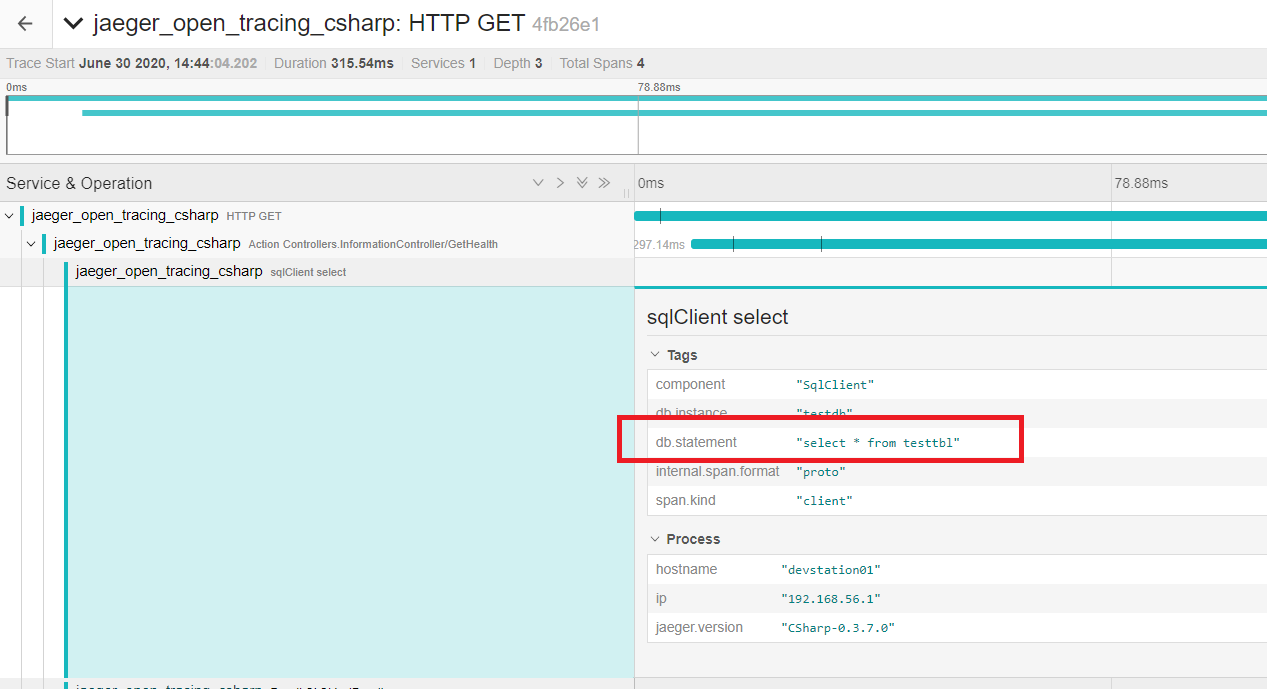 jaeger_open_tracing_csharp: HTTP GET 4fb26e1
Trace Start June 30 2020, 14:44:04.202 Duration 315.54ms Services 1 Depth 3 Total Spans 4
0ms 78.88ms
Service & Operation 0ms 78.88ms
jaeger_open_tracing_csharp HTTP GET
jaeger_open_tracing_csharp Action Controllers.InformationController/GetHealth 297.14ms
jaeger_open_tracing_csharp sqlClient select
sqlClient select
Tags
component "SqlClient"
db.instance "testdb"
db.statement "select * from testtbl"
internal.span.format "proto"
span.kind "client"
Process
hostname "devstation01"
ip "192.168.56.1"
jaeger.version "CSharp-0.3.7.0"
jaeger_open_tracing_csharp